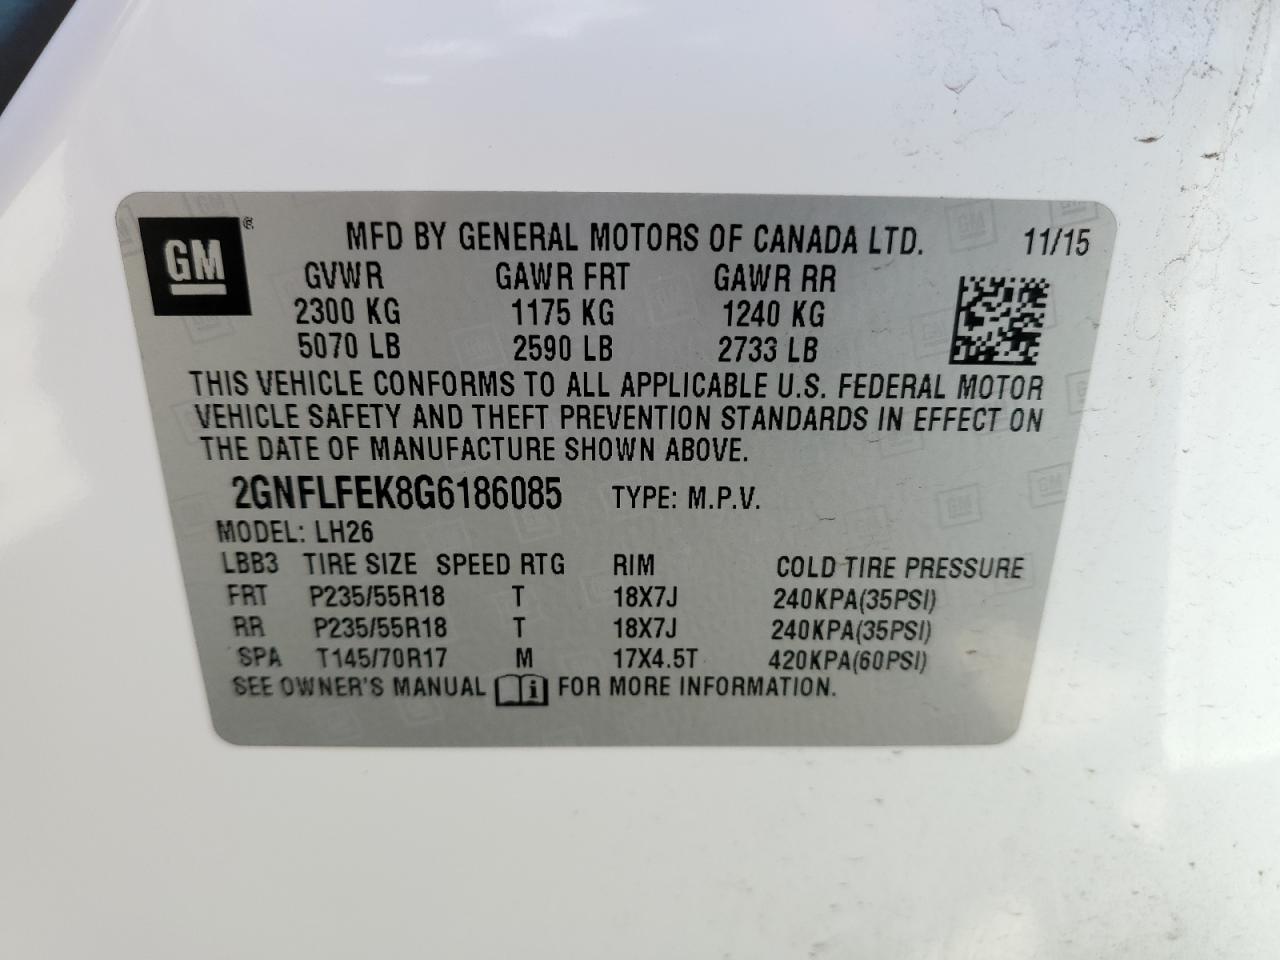 GM ®
MFD BY GENERAL MOTORS OF CANADA LTD. 11/15
GVWR GAWR FRT GAWR RR
2300 KG 1175 KG 1240 KG
5070 LB 2590 LB 2733 LB
THIS VEHICLE CONFORMS TO ALL APPLICABLE U.S. FEDERAL MOTOR
VEHICLE SAFETY AND THEFT PREVENTION STANDARDS IN EFFECT ON
THE DATE OF MANUFACTURE SHOWN ABOVE.
2GNFLFEK8G6186085 TYPE: M.P.V.
MODEL: LH26
LBB3 TIRE SIZE SPEED RTG RIM COLD TIRE PRESSURE
FRT P235/55R18 T 18X7J 240KPA(35PSI)
RR P235/55R18 T 18X7J 240KPA(35PSI)
SPA T145/70R17 M 17X4.5T 420KPA(60PSI)
SEE OWNER'S MANUAL i FOR MORE INFORMATION.